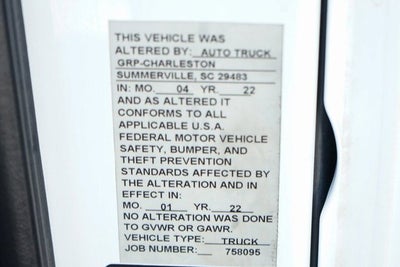 THIS VEHICLE WAS
ALTERED BY: AUTO TRUCK
GRP-CHARLESTON
SUMMERVILLE, SC 29483
IN: MO. 04 YR. 22
AND AS ALTERED IT
CONFORMS TO ALL
APPLICABLE U.S.A.
FEDERAL MOTOR VEHICLE
SAFETY, BUMPER, AND
THEFT PREVENTION
STANDARDS AFFECTED BY
THE ALTERATION AND IN
EFFECT IN:
MO. 01 YR. 22
NO ALTERATION WAS DONE
TO GVWR OR GAWR.
VEHICLE TYPE: TRUCK
JOB NUMBER: 758095